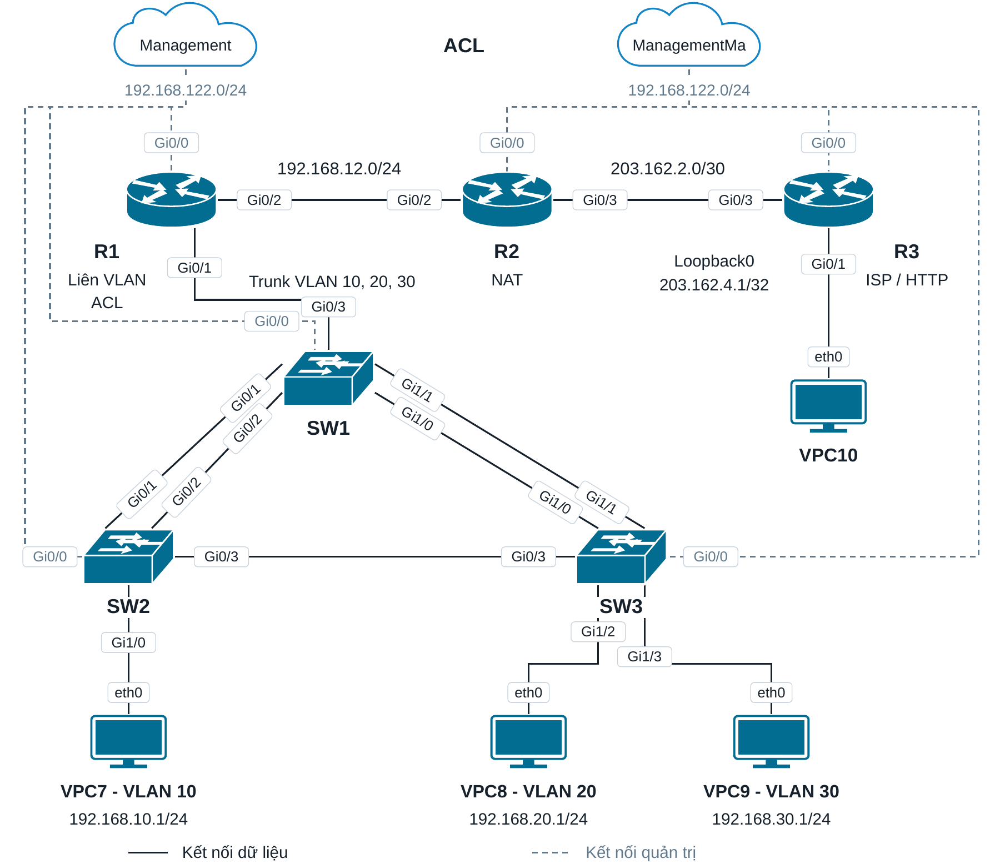 Management
ACL
ManagementMa
192.168.122.0/24
192.168.122.0/24
Gi0/0
Gi0/0
Gi0/0
192.168.12.0/24
203.162.2.0/30
Gi0/2
Gi0/2
Gi0/3
Gi0/3
R1
Liên VLAN
ACL
Gi0/1
Trunk VLAN 10, 20, 30
R2
NAT
Loopback0
203.162.4.1/32
Gi0/1
R3
ISP / HTTP
Gi0/3
Gi0/0
eth0
SW1
VPC10
Gi0/1
Gi0/2
Gi1/1
Gi1/0
Gi0/1
Gi0/2
Gi1/0
Gi1/1
Gi0/0
Gi0/3
Gi0/3
Gi0/0
SW2
SW3
Gi1/0
Gi1/2
Gi1/3
eth0
eth0
eth0
VPC7 - VLAN 10
192.168.10.1/24
VPC8 - VLAN 20
192.168.20.1/24
VPC9 - VLAN 30
192.168.30.1/24
Kết nối dữ liệu
Kết nối quản trị